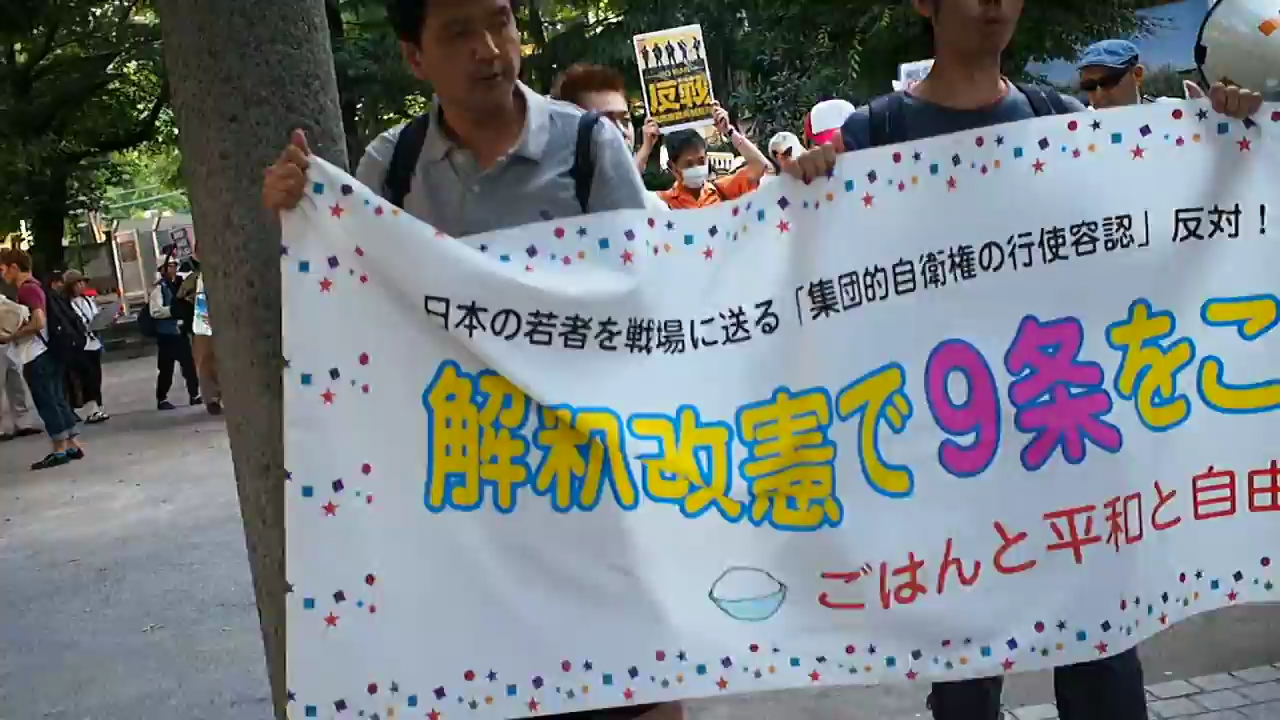 反戦
日本の若者を戦場に送る「集団的自衛権の行使容認」反対！
解釈改憲で9条をこ
ごはんと平和と自由